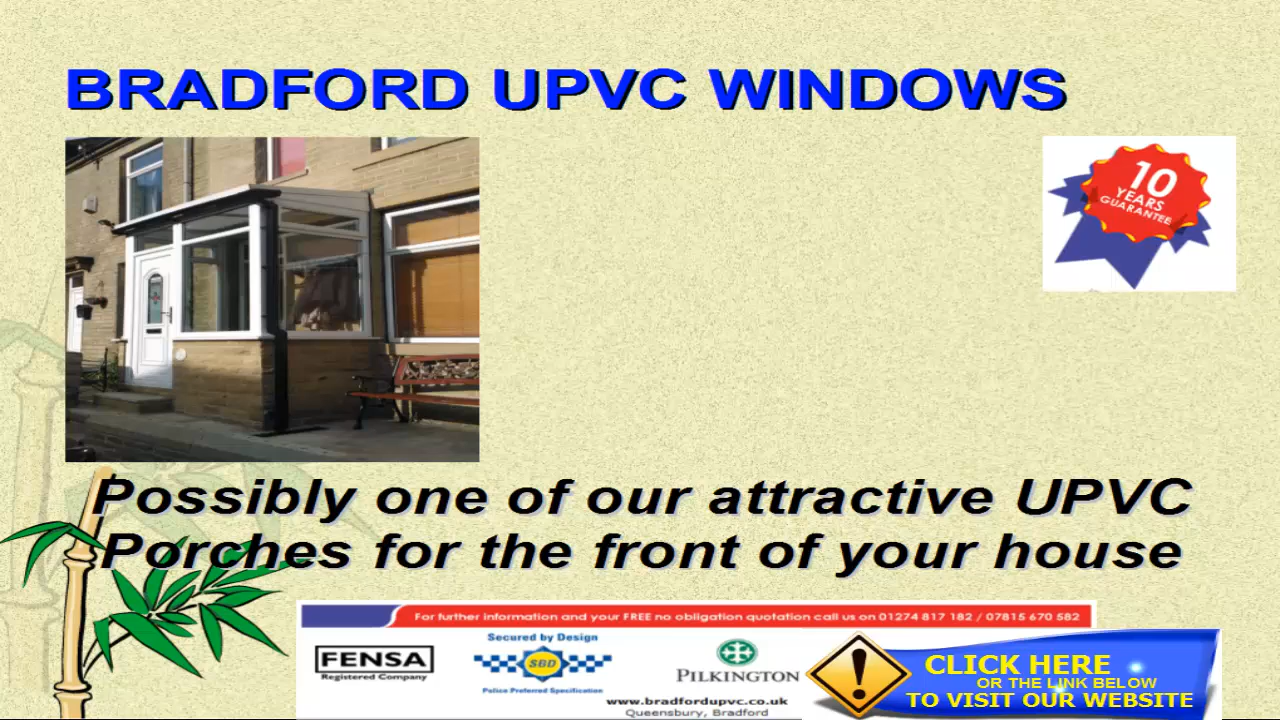 BRADFORD UPVC WINDOWS
10
YEARS
GUARANTEE
Possibly one of our attractive UPVC
Porches for the front of your house
For further information and your FREE no obligation quotation call us on 01274 817 182 / 07815 670 582
FENSA
Registered Company
Secured by Design
SBD
Police Preferred Specification
PILKINGTON
www.bradfordupvc.co.uk
Queensbury, Bradford
CLICK HERE
OR THE LINK BELOW
TO VISIT OUR WEBSITE